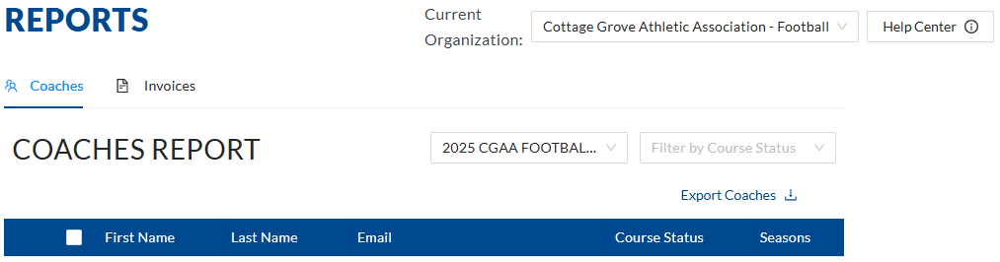 REPORTS
Current
Organization:
Cottage Grove Athletic Association - Football
Help Center
Coaches
Invoices
COACHES REPORT
2025 CGAA FOOTBAL...
Filter by Course Status
Export Coaches
First Name Last Name Email Course Status Seasons